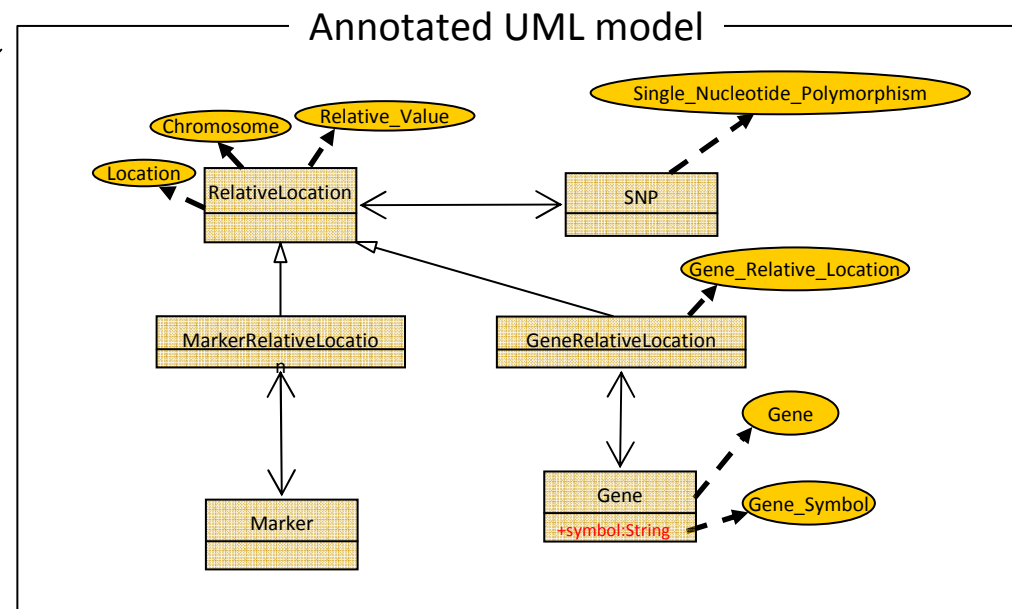 Annotated UML model
Single_Nucleotide_Polymorphism
Relative_Value
Chromosome
Location
RelativeLocation
SNP
Gene_Relative_Location
MarkerRelativeLocatio
n
GeneRelativeLocation
Gene
Gene
Gene_Symbol
+symbol:String
Marker